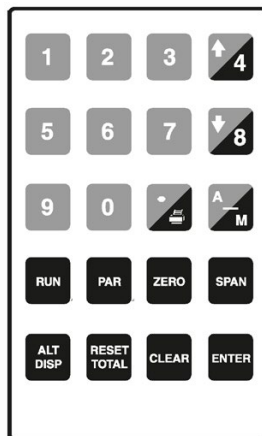 1 2 3 4
5 6 7 8
9 0 A M
RUN PAR ZERO SPAN
ALT DISP RESET TOTAL CLEAR ENTER